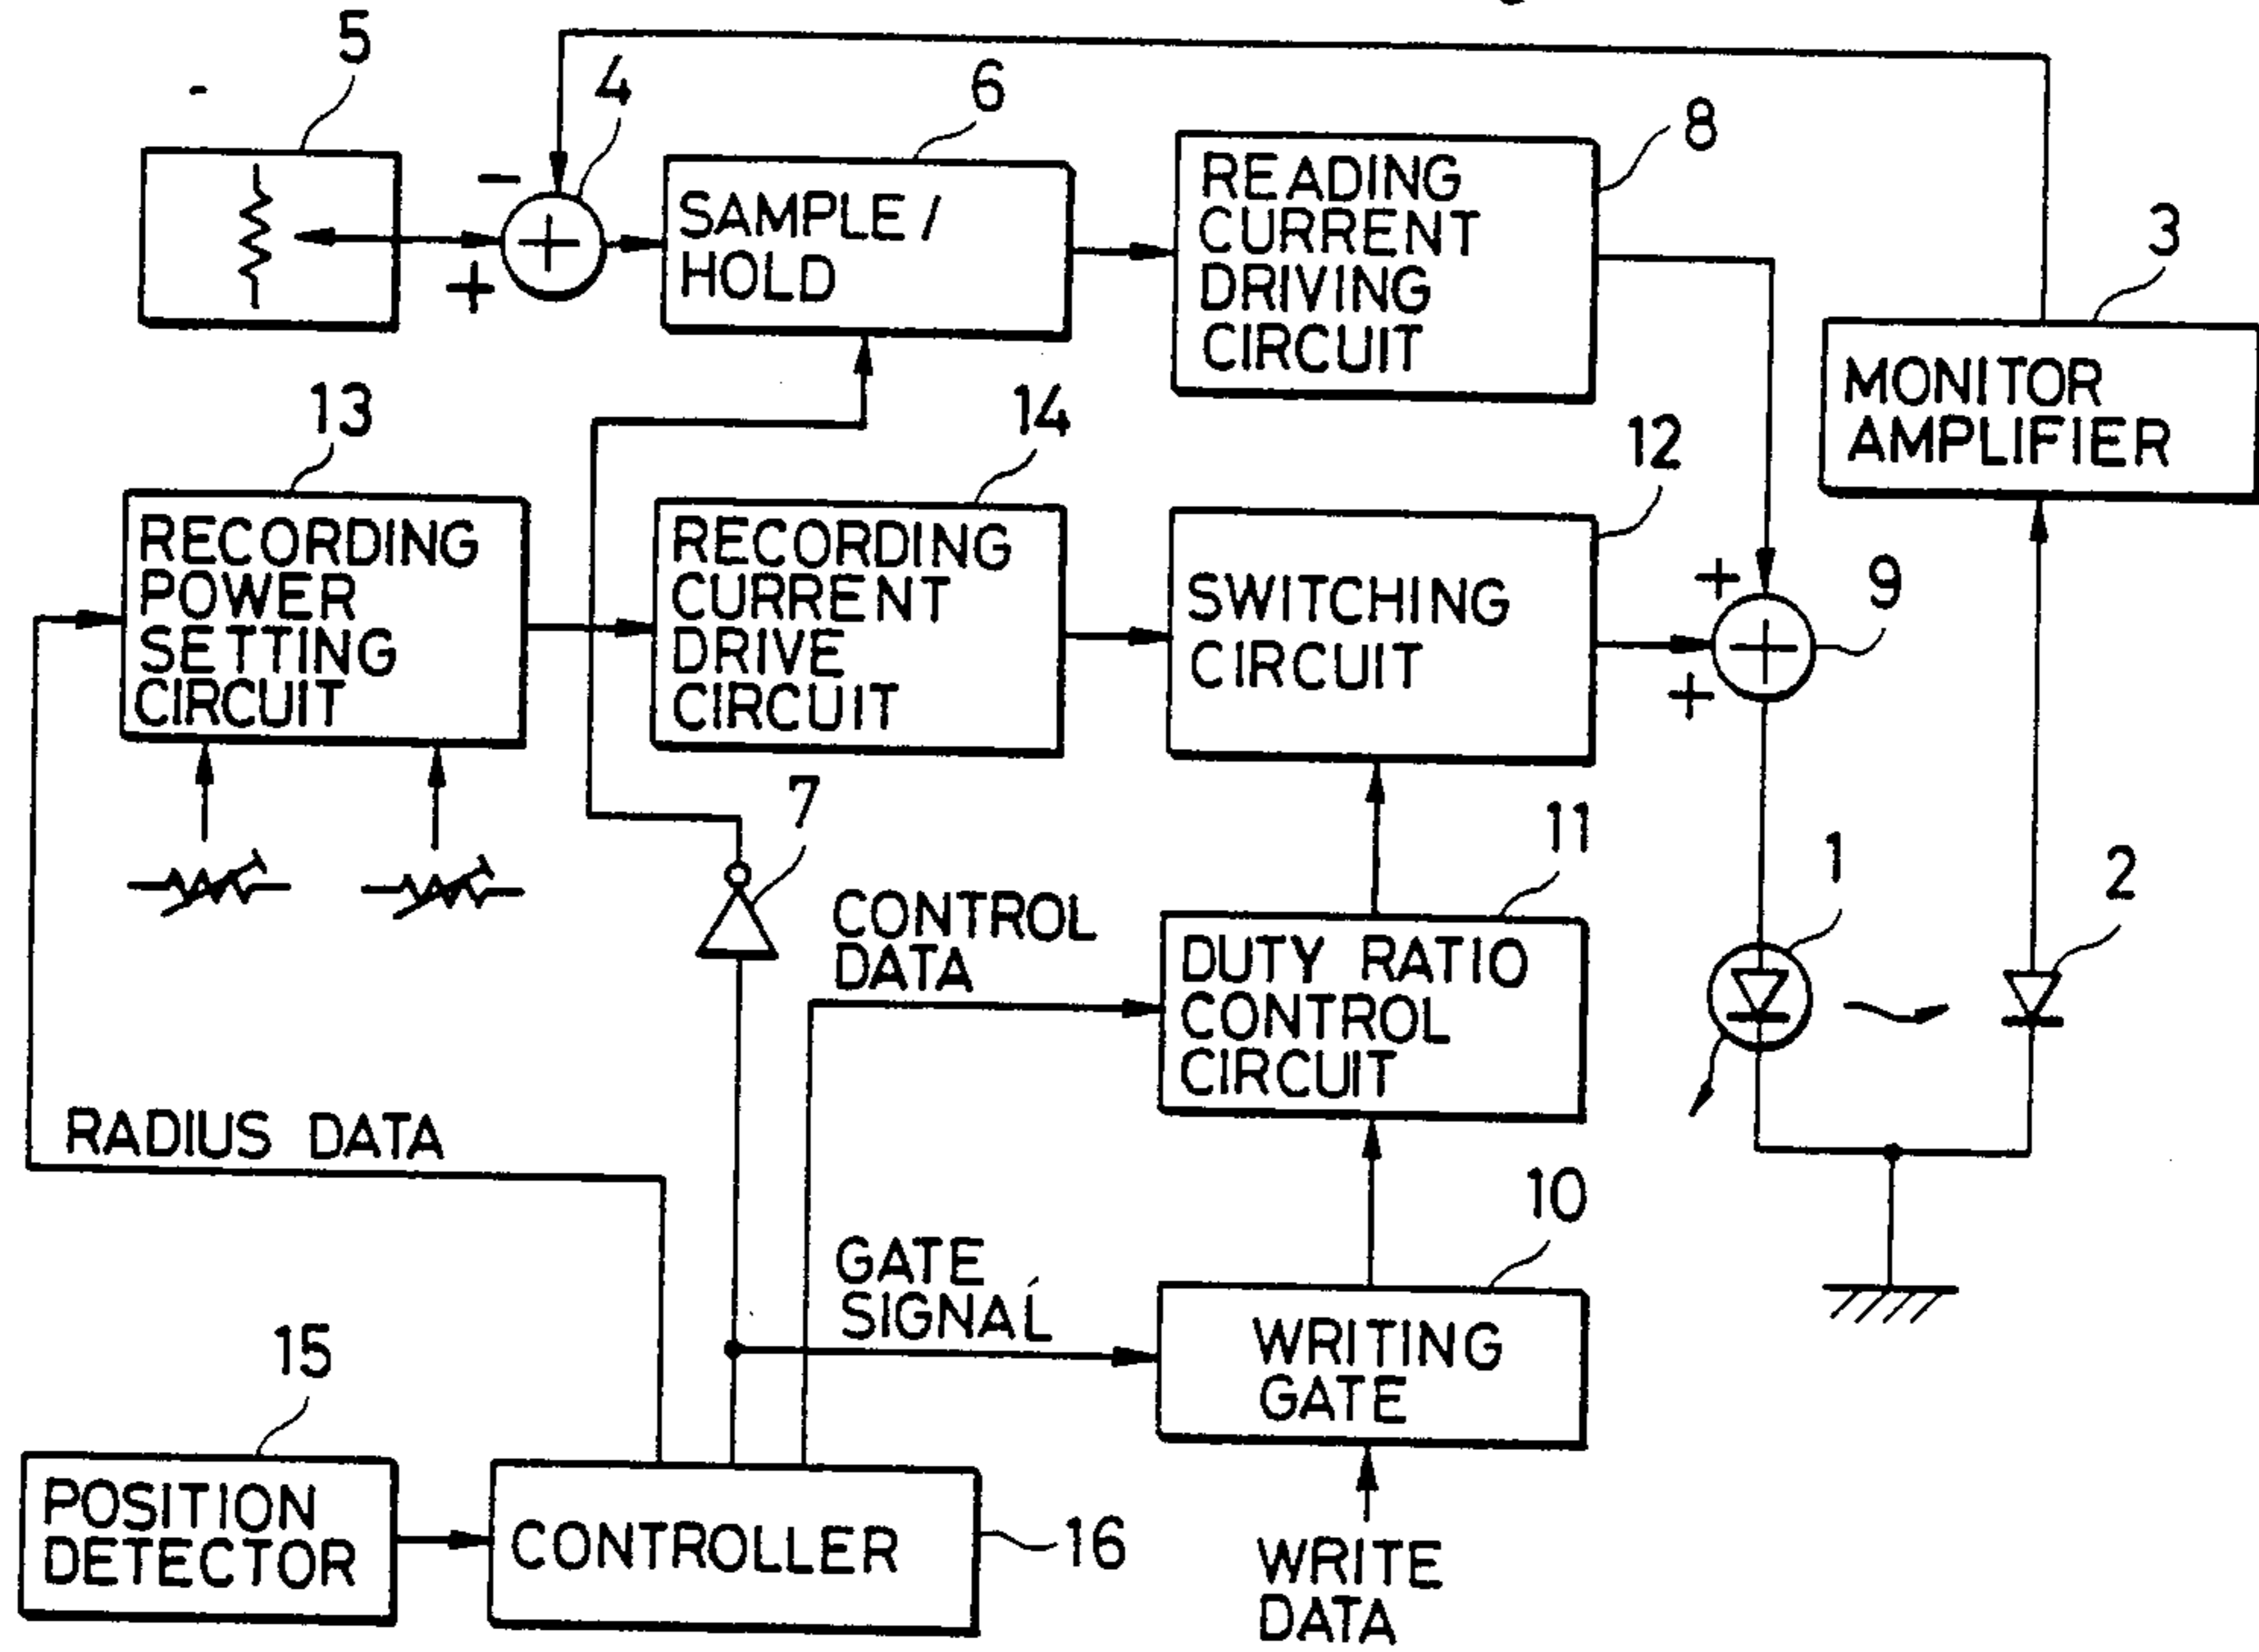 5
4
6
8
3
-
+
SAMPLE /
HOLD
READING
CURRENT
DRIVING
CIRCUIT
MONITOR
AMPLIFIER
13
14
12
9
RECORDING
POWER
SETTING
CIRCUIT
RECORDING
CURRENT
DRIVE
CIRCUIT
SWITCHING
CIRCUIT
+
+
7
11
1
2
CONTROL
DATA
DUTY RATIO
CONTROL
CIRCUIT
RADIUS DATA
10
GATE
SIGNAL
WRITING
GATE
15
POSITION
DETECTOR
CONTROLLER
16
WRITE
DATA